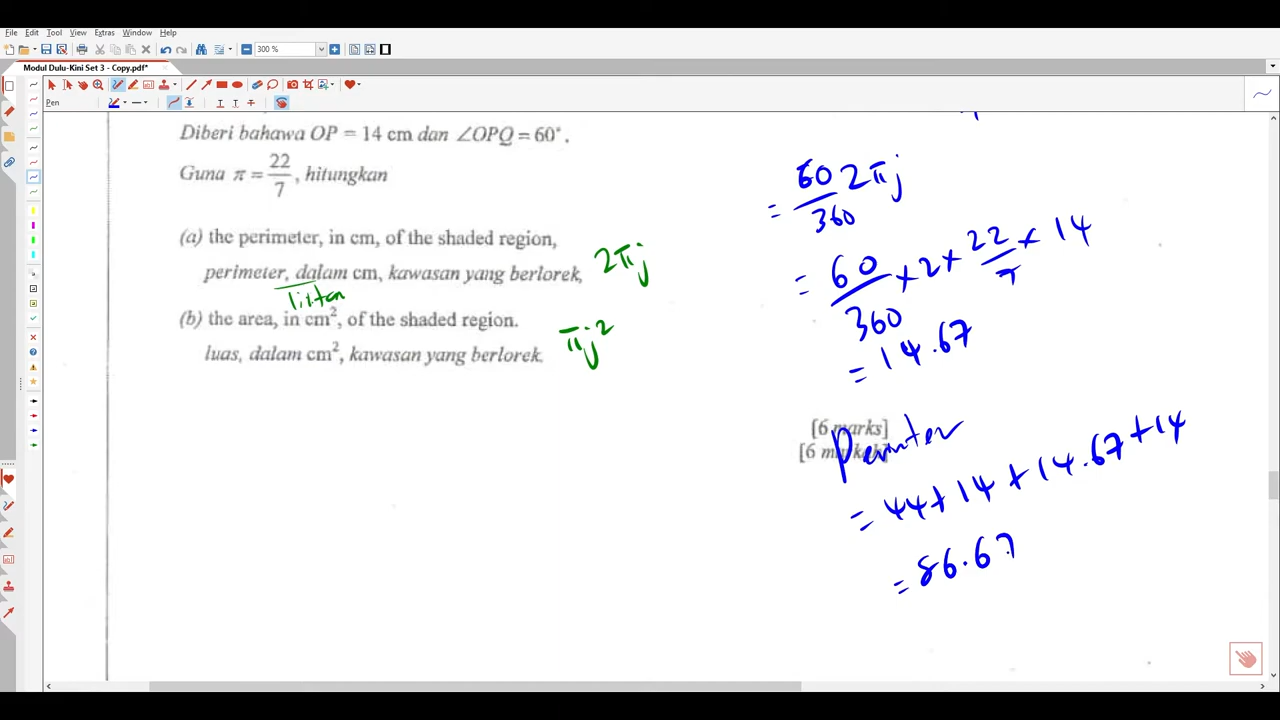 File Edit View Tools Extras Window Help
300 %
Modul Dulu-Kini Set 3 - Copy.pdf*
Pen
Diberi bahawa OP = 14 cm dan ∠OPQ = 60°.
Guna π = 22/7, hitungkan
(a) the perimeter, in cm, of the shaded region,
perimeter, dalam cm, kawasan yang berlorek, 2πj
lilitan
(b) the area, in cm², of the shaded region. πj²
luas, dalam cm², kawasan yang berlorek.
[6 marks]
[6 markah]
= 60/360 2πj
= 60/360 × 2 × 22/7 × 14
= 14.67
= 44 + 14 + 14.67 + 14
= 86.67